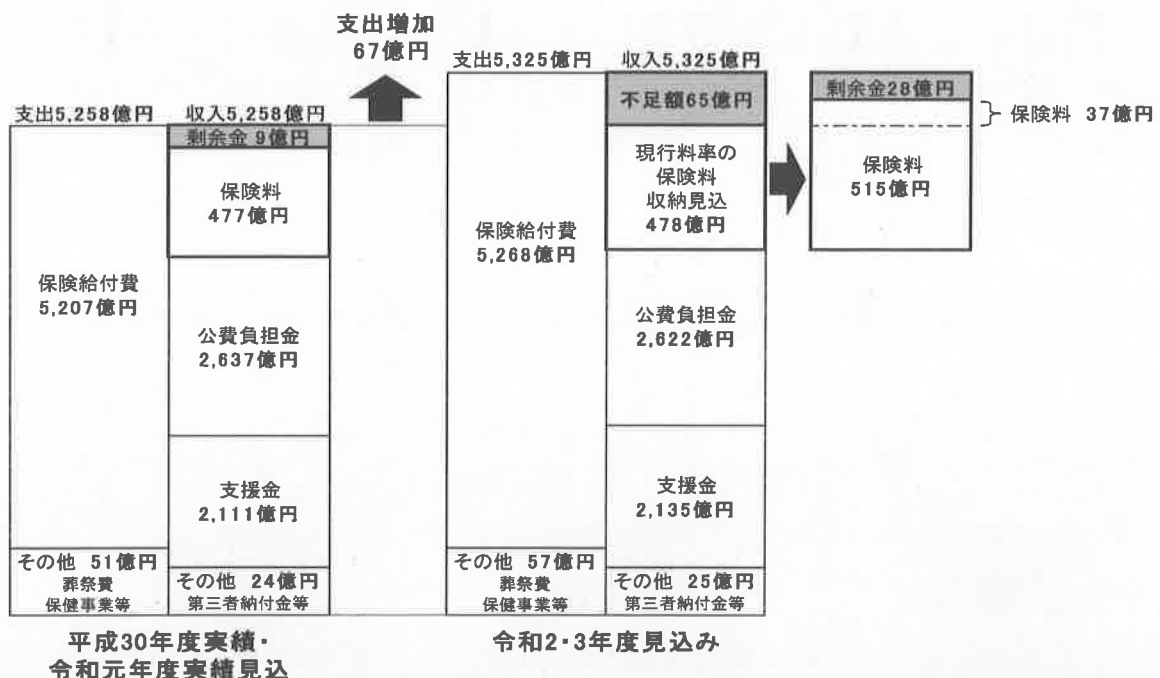 支出増加
67億円
支出5,258億円
収入5,258億円
剰余金 9億円
保険料
477億円
保険給付費
5,207億円
公費負担金
2,637億円
支援金
2,111億円
その他 51億円
葬祭費
保健事業等
その他 24億円
第三者納付金等
平成30年度実績・
令和元年度実績見込
支出5,325億円
収入5,325億円
不足額65億円
現行料率の
保険料
収納見込
478億円
保険給付費
5,268億円
公費負担金
2,622億円
支援金
2,135億円
その他 57億円
葬祭費
保健事業等
その他 25億円
第三者納付金等
令和2・3年度見込み
剰余金28億円
保険料 37億円
保険料
515億円